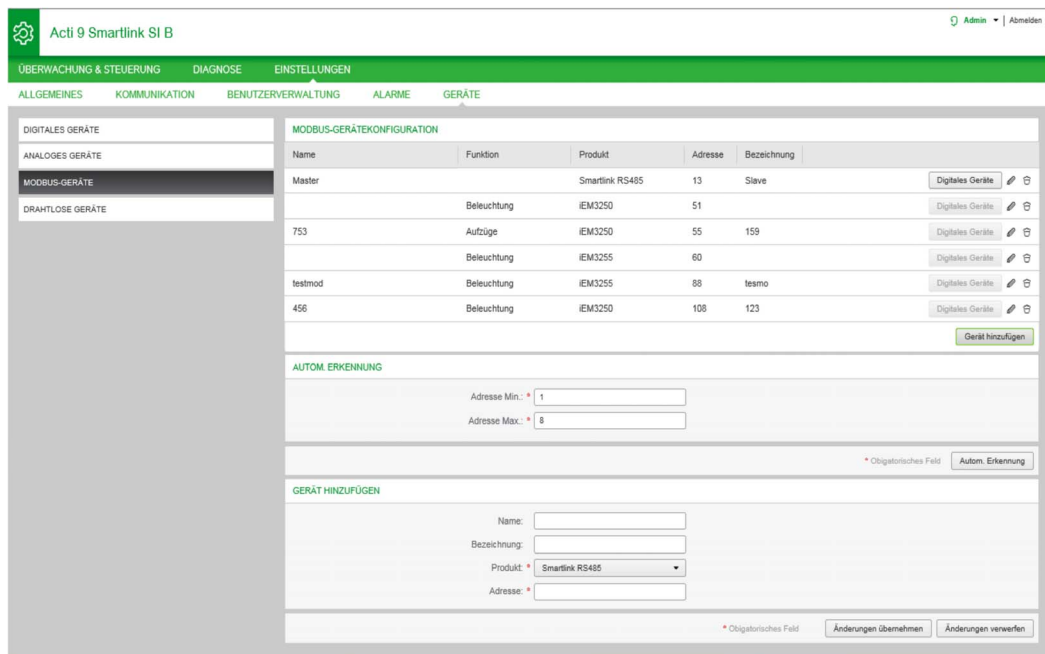 Acti 9 Smartlink SI B
Admin | Abmelden
ÜBERWACHUNG & STEUERUNG DIAGNOSE EINSTELLUNGEN
ALLGEMEINES KOMMUNIKATION BENUTZERVERWALTUNG ALARME GERÄTE
DIGITALES GERÄTE
ANALOGES GERÄTE
MODBUS-GERÄTE
DRAHTLOSE GERÄTE
MODBUS-GERÄTEKONFIGURATION
Name Funktion Produkt Adresse Bezeichnung
Master Smartlink RS485 13 Slave Digitales Geräte
Beleuchtung iEM3250 51 Digitales Geräte
753 Aufzüge iEM3250 55 159 Digitales Geräte
Beleuchtung iEM3255 60 Digitales Geräte
testmod Beleuchtung iEM3255 88 tesmo Digitales Geräte
456 Beleuchtung iEM3250 108 123 Digitales Geräte
Gerät hinzufügen
AUTOM. ERKENNUNG
Adresse Min.: * 1
Adresse Max.: * 8
* Obigatorisches Feld Autom. Erkennung
GERÄT HINZUFÜGEN
Name:
Bezeichnung:
Produkt: * Smartlink RS485
Adresse: *
* Obigatorisches Feld Änderungen übernehmen Änderungen verwerfen